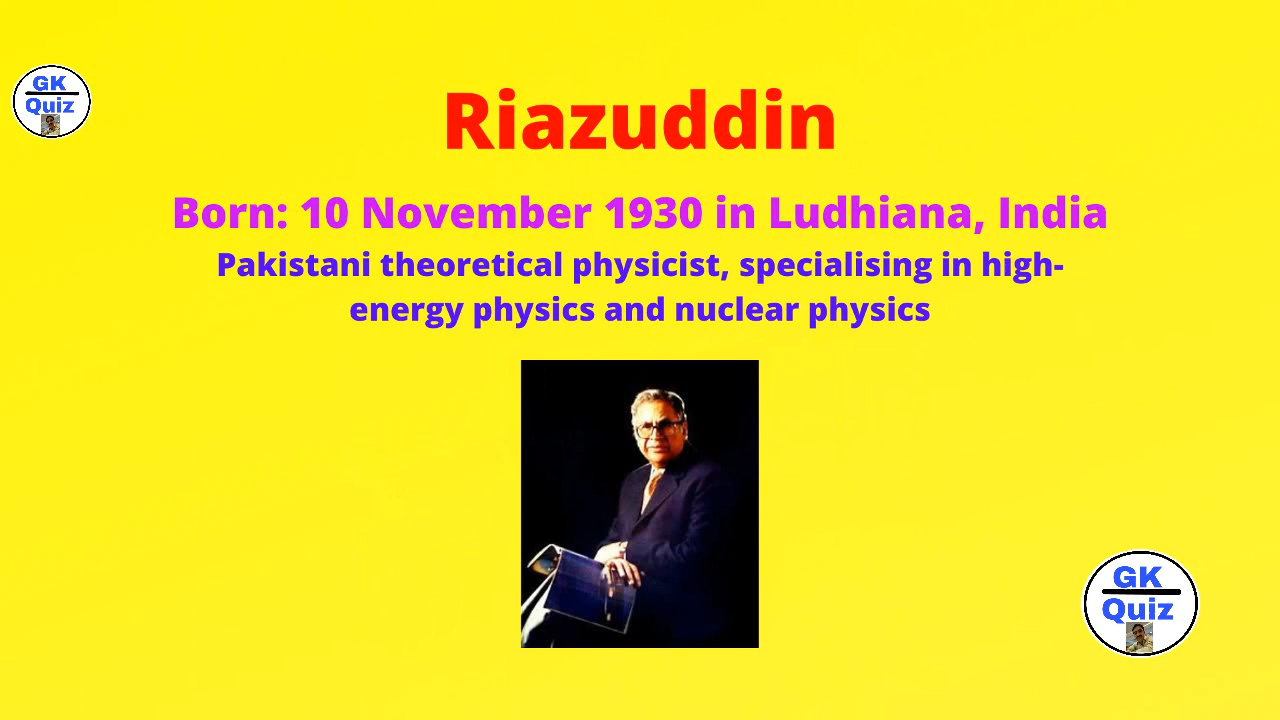 GK
Quiz
Riazuddin
Born: 10 November 1930 in Ludhiana, India
Pakistani theoretical physicist, specialising in high-
energy physics and nuclear physics
GK
Quiz